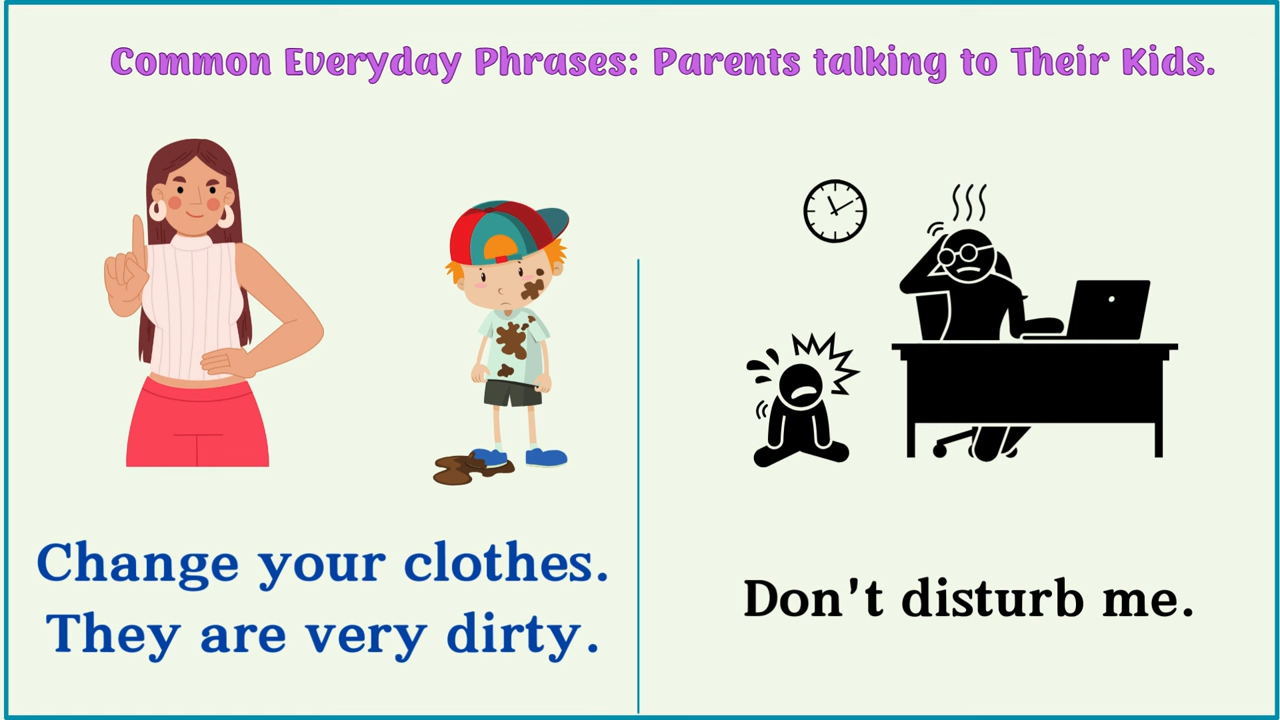 Common Everyday Phrases: Parents talking to Their Kids.
Change your clothes.
They are very dirty.
Don't disturb me.